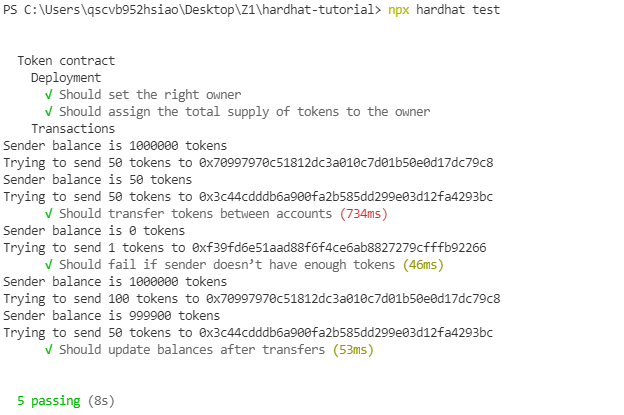 PS C:\Users\qscvb952hsiao\Desktop\Z1\hardhat-tutorial> npx hardhat test
Token contract
Deployment
√ Should set the right owner
√ Should assign the total supply of tokens to the owner
Transactions
Sender balance is 1000000 tokens
Trying to send 50 tokens to 0x70997970c51812dc3a010c7d01b50e0d17dc79c8
Sender balance is 50 tokens
Trying to send 50 tokens to 0x3c44cdddb6a900fa2b585dd299e03d12fa4293bc
√ Should transfer tokens between accounts (734ms)
Sender balance is 0 tokens
Trying to send 1 tokens to 0xf39fd6e51aad88f6f4ce6ab8827279cfffb92266
√ Should fail if sender doesn’t have enough tokens (46ms)
Sender balance is 1000000 tokens
Trying to send 100 tokens to 0x70997970c51812dc3a010c7d01b50e0d17dc79c8
Sender balance is 999900 tokens
Trying to send 50 tokens to 0x3c44cdddb6a900fa2b585dd299e03d12fa4293bc
√ Should update balances after transfers (53ms)
5 passing (8s)